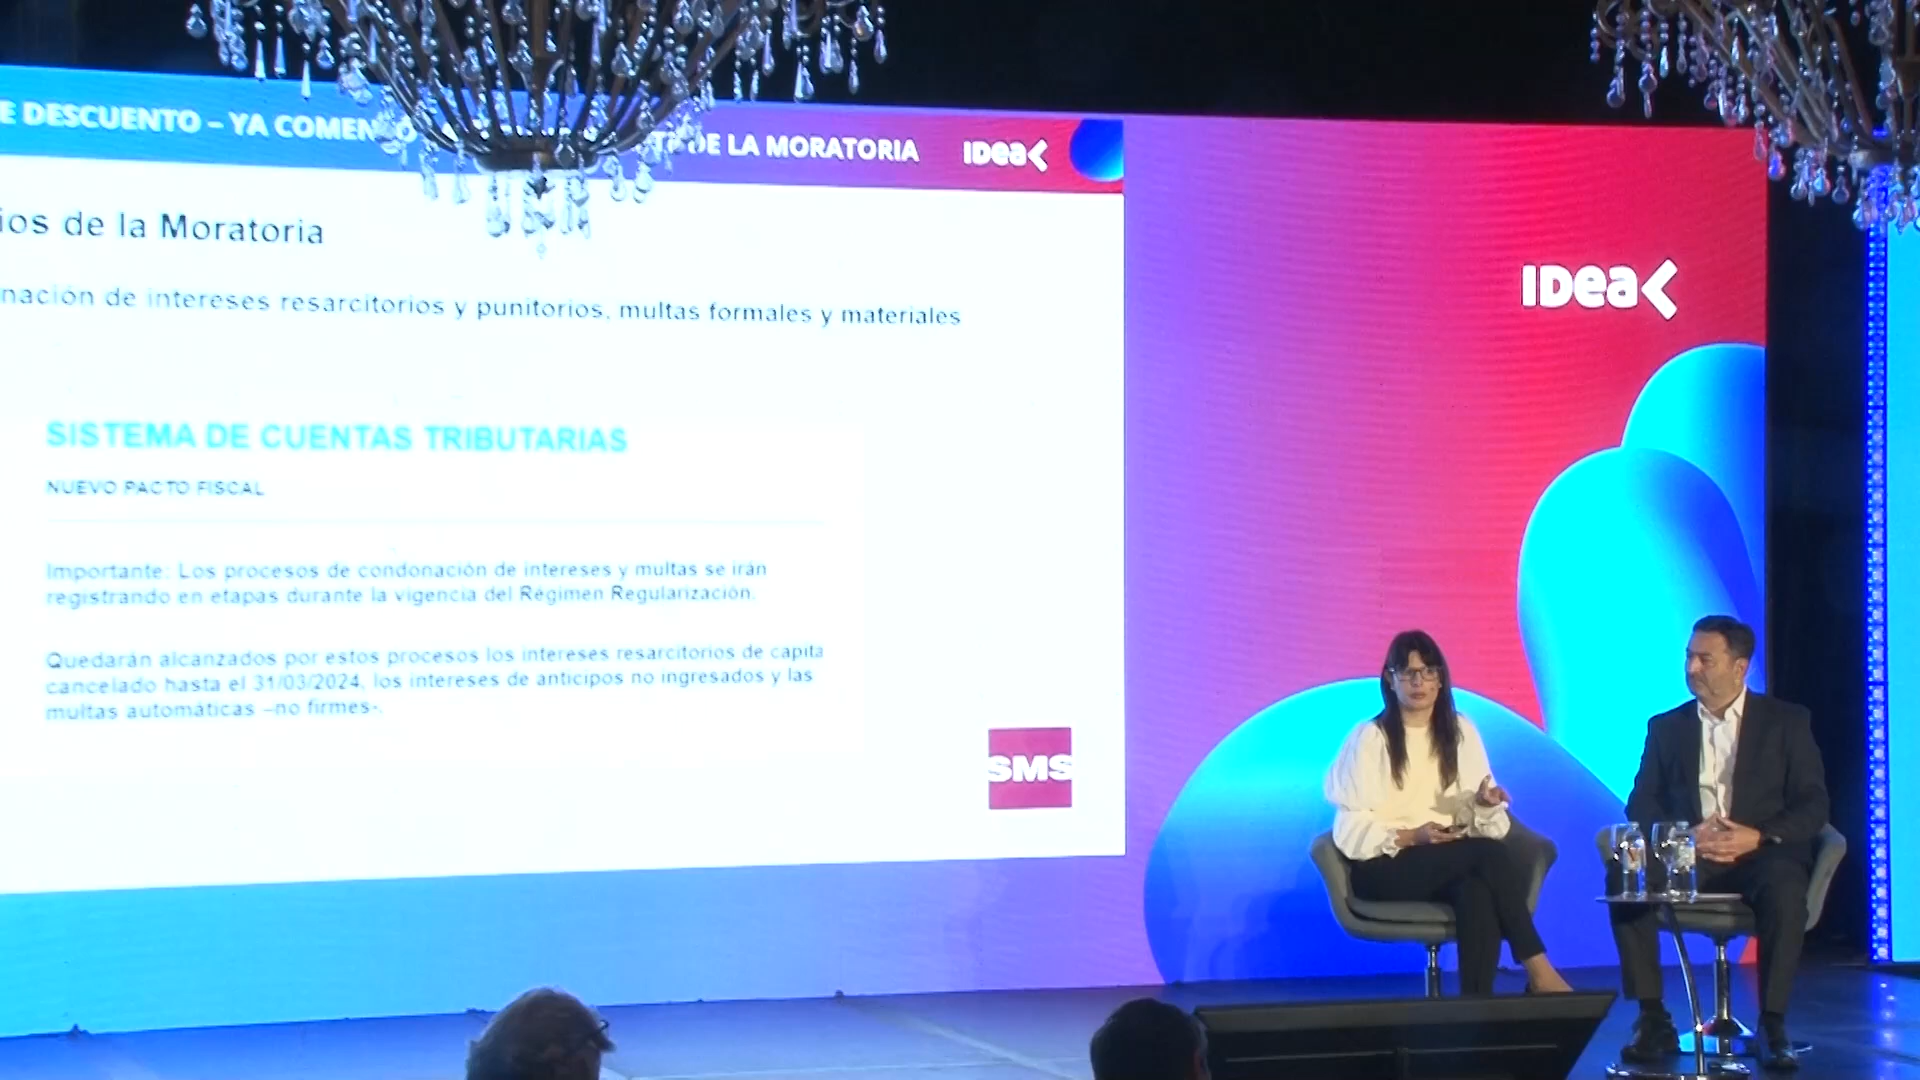 E DESCUENTO – YA COMEN
DE LA MORATORIA
IDea
ios de la Moratoria
nación de intereses resarcitorios y punitorios, multas formales y materiales
SISTEMA DE CUENTAS TRIBUTARIAS
NUEVO PACTO FISCAL
Importante: Los procesos de condonación de intereses y multas se irán
registrando en etapas durante la vigencia del Régimen Regularización.
Quedarán alcanzados por estos procesos los intereses resarcitorios de capita
cancelado hasta el 31/03/2024, los intereses de anticipos no ingresados y las
multas automáticas –no firmes-.
SMS
IDea